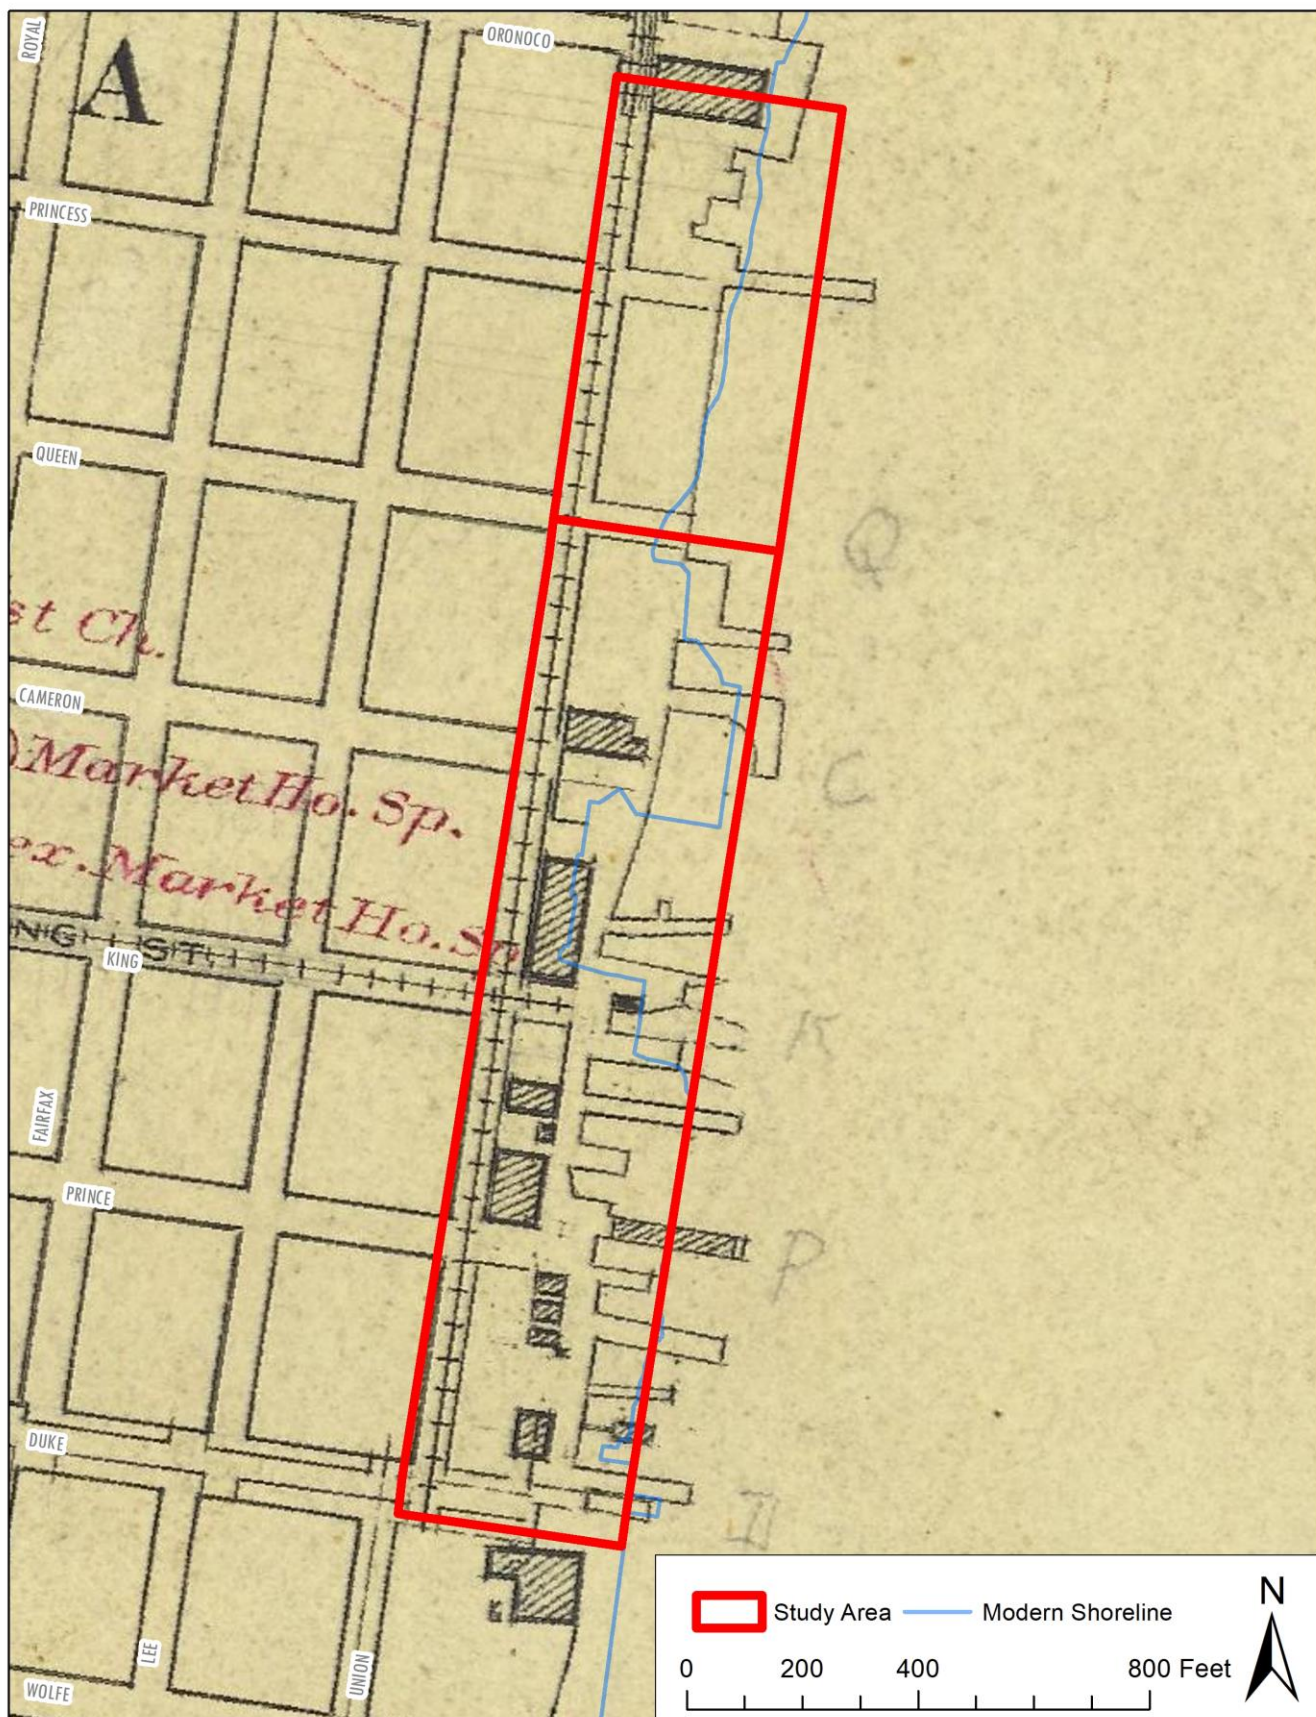 ROYAL
ORONOCO
A
PRINCESS
QUEEN
Q
st Ch.
CAMERON
Market Ho. Sp.
C
ex. Market Ho. Sp
NG ST.
KING
K
FAIRFAX
PRINCE
P
DUKE
LEE
UNION
WOLFE
Study Area
Modern Shoreline
N
0 200 400 800 Feet